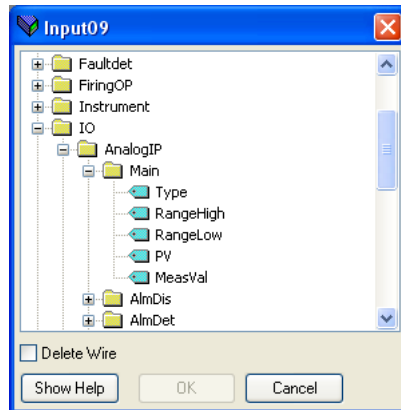 Input09
Faultdet
FiringOP
Instrument
IO
AnalogIP
Main
Type
RangeHigh
RangeLow
PV
MeasVal
AlmDis
AlmDet
Delete Wire
Show Help OK Cancel